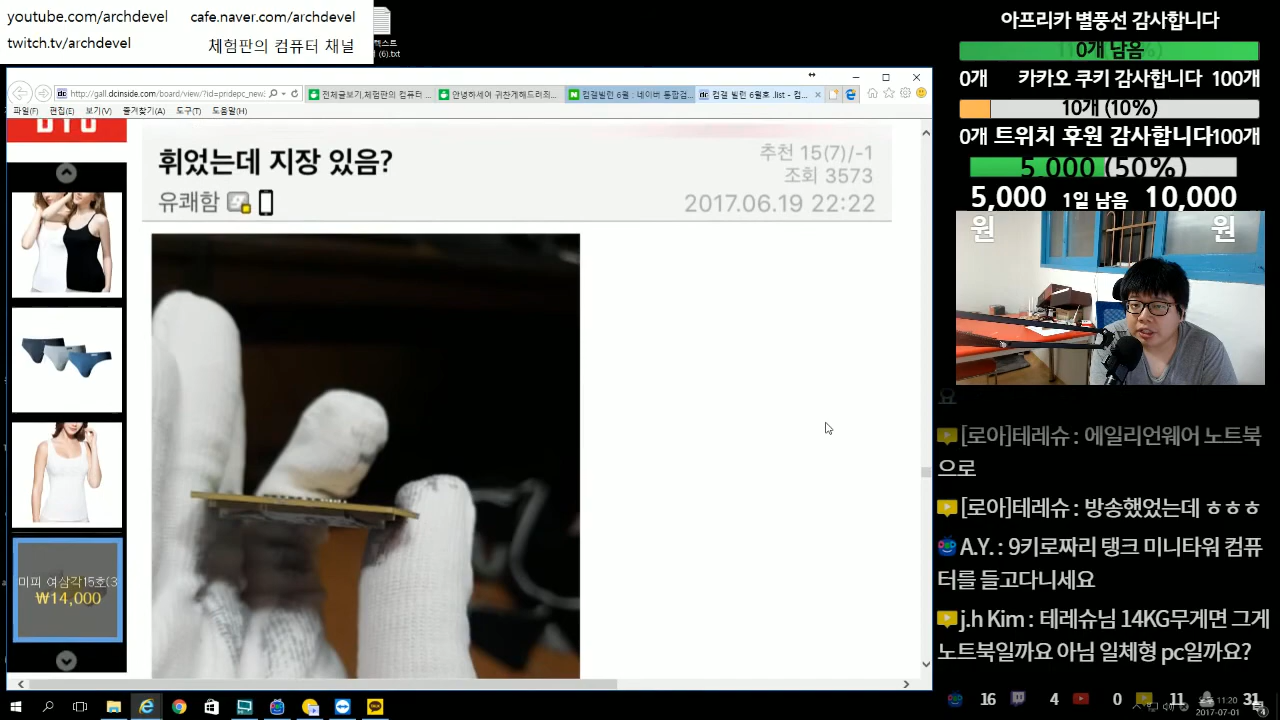 youtube.com/archdevel
cafe.naver.com/archdevel
twitch.tv/archdevel
체험판의 컴퓨터 채널
(6).txt
http://gall.dcinside.com/board/view/?id=pridepc_new
전체글보기,체험판의 컴퓨터 ...
안녕하세여 귀찬게해드려죄...
컴갤빌런 6월 : 네이버 통합검...
컴갤 빌런 6월호 .list - 컴...
파일(F)
편집(E)
보기(V)
즐겨찾기(A)
도구(T)
도움말(H)
휘었는데 지장 있음?
유쾌함
추천 15(7)/-1
조회 3573
2017.06.19 22:22
미피 여삼각15호(3
₩14,000
아프리카 별풍선 감사합니다
0개 남음
0개 카카오 쿠키 감사합니다 100개
10개 (10%)
0개 트위치 후원 감사합니다100개
5,000 (50%)
5,000 1일 남음 10,000
원 원
요
[로아]테레슈 : 에일리언웨어 노트북
으로
[로아]테레슈 : 방송했었는데 ㅎㅎㅎ
A.Y. : 9키로짜리 탱크 미니타워 컴퓨
터를 들고다니세요
j.h Kim : 테레슈님 14KG무게면 그게
노트북일까요 아님 일체형 pc일까요?
16 4 0 11 31
11:20
2017-07-01